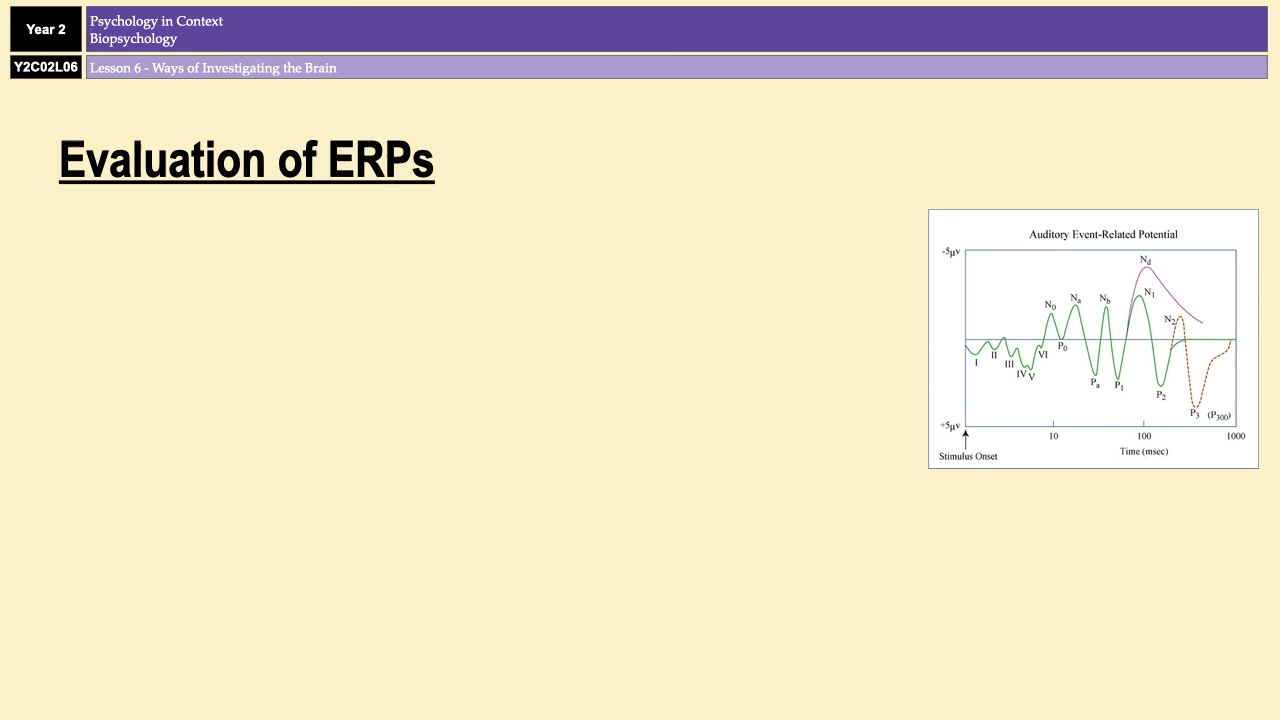 Year 2
Psychology in Context
Biopsychology
Y2C02L06
Lesson 6 - Ways of Investigating the Brain
Evaluation of ERPs
Auditory Event-Related Potential
-5µv
Nd
N0
Na
Nb
N1
N2
I
II
III
IV
V
VI
P0
Pa
P1
P2
P3
(P300)
+5µv
10
100
1000
Stimulus Onset
Time (msec)